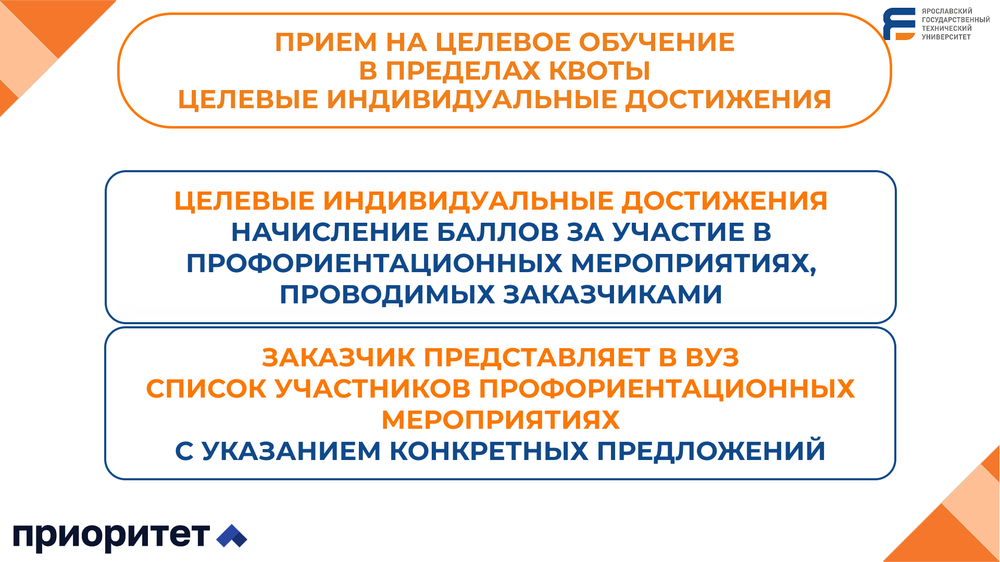 ЯРОСЛАВСКИЙ
ГОСУДАРСТВЕННЫЙ
ТЕХНИЧЕСКИЙ
УНИВЕРСИТЕТ
ПРИЕМ НА ЦЕЛЕВОЕ ОБУЧЕНИЕ
В ПРЕДЕЛАХ КВОТЫ
ЦЕЛЕВЫЕ ИНДИВИДУАЛЬНЫЕ ДОСТИЖЕНИЯ
ЦЕЛЕВЫЕ ИНДИВИДУАЛЬНЫЕ ДОСТИЖЕНИЯ
НАЧИСЛЕНИЕ БАЛЛОВ ЗА УЧАСТИЕ В
ПРОФОРИЕНТАЦИОННЫХ МЕРОПРИЯТИЯХ,
ПРОВОДИМЫХ ЗАКАЗЧИКАМИ
ЗАКАЗЧИК ПРЕДСТАВЛЯЕТ В ВУЗ
СПИСОК УЧАСТНИКОВ ПРОФОРИЕНТАЦИОННЫХ
МЕРОПРИЯТИЯХ
С УКАЗАНИЕМ КОНКРЕТНЫХ ПРЕДЛОЖЕНИЙ
приоритет